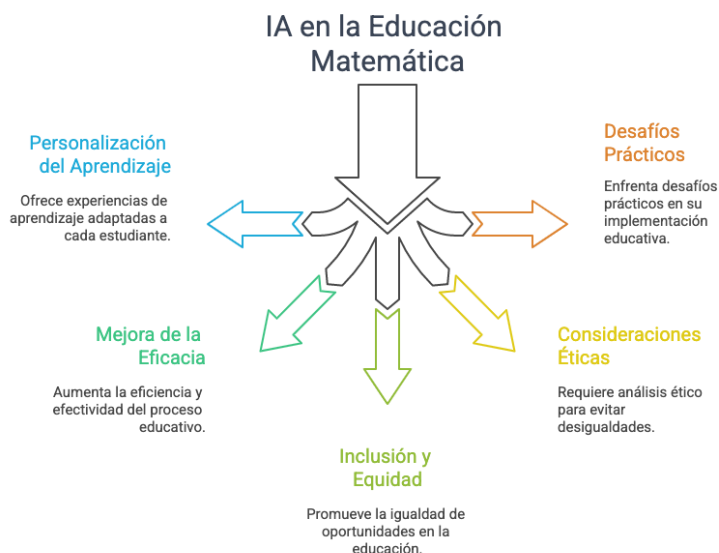 IA en la Educación
Matemática
Personalización
del Aprendizaje
Ofrece experiencias de
aprendizaje adaptadas a
cada estudiante.
Desafíos
Prácticos
Enfrenta desafíos
prácticos en su
implementación
educativa.
Mejora de la
Eficacia
Aumenta la eficiencia y
efectividad del proceso
educativo.
Consideraciones
Éticas
Requiere análisis ético
para evitar
desigualdades.
Inclusión y
Equidad
Promueve la igualdad de
oportunidades en la
educación.